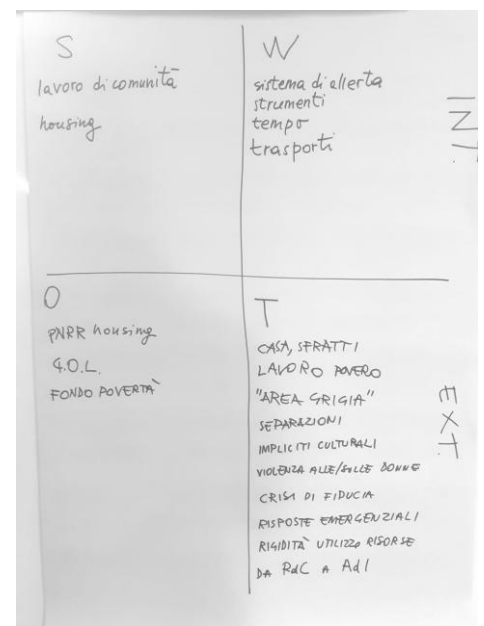 S
lavoro di comunità
housing
W
sistema di allerta
strumenti
tempo
trasporti
INT.
O
PNRR housing
G.O.L.
FONDO POVERTÀ
T
CASA, SFRATTI
LAVORO POVERO
"AREA GRIGIA"
SEPARAZIONI
IMPLICITI CULTURALI
VIOLENZA ALLE/SULLE DONNE
CRISI DI FIDUCIA
RISPOSTE EMERGENZIALI
RIGIDITÀ UTILIZZO RISORSE
DA RdC A AdI
EXT.